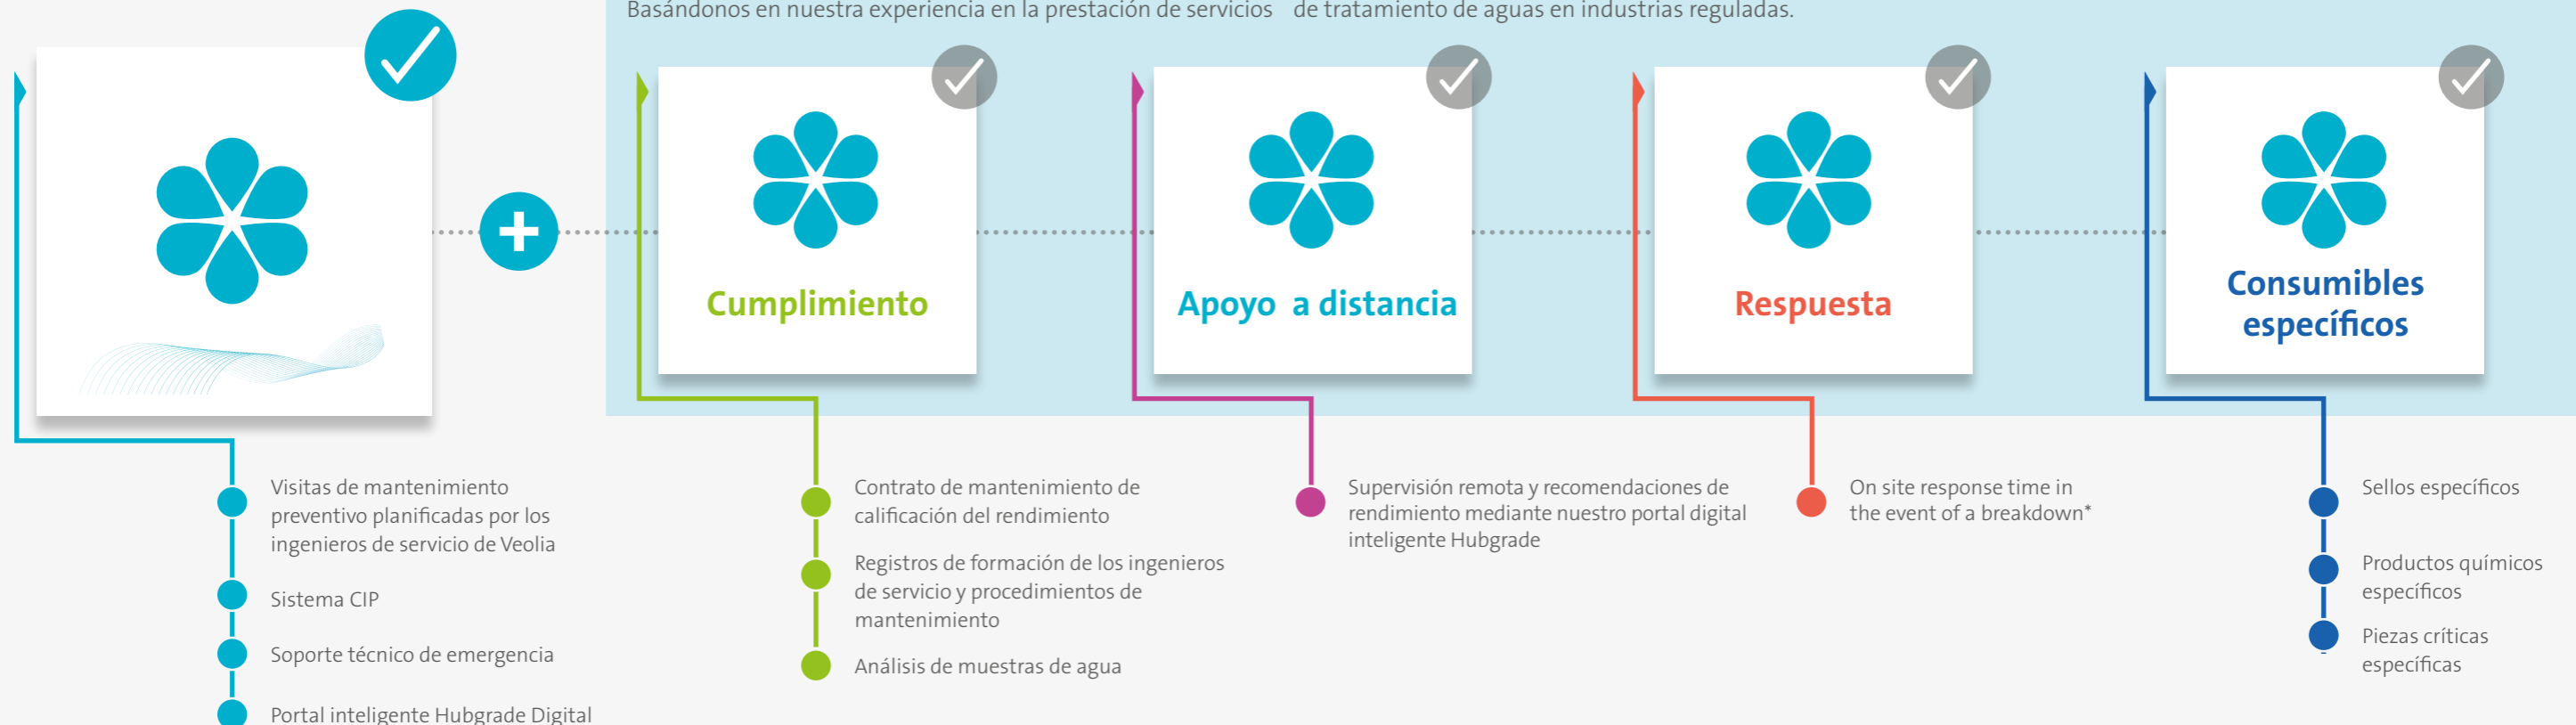 Basándonos en nuestra experiencia en la prestación de servicios de tratamiento de aguas en industrias reguladas.
Cumplimiento
Apoyo a distancia
Respuesta
Consumibles
específicos
Visitas de mantenimiento
preventivo planificadas por los
ingenieros de servicio de Veolia
Sistema CIP
Soporte técnico de emergencia
Portal inteligente Hubgrade Digital
Contrato de mantenimiento de
calificación del rendimiento
Registros de formación de los ingenieros
de servicio y procedimientos de
mantenimiento
Análisis de muestras de agua
Supervisión remota y recomendaciones de
rendimiento mediante nuestro portal digital
inteligente Hubgrade
On site response time in
the event of a breakdown*
Sellos específicos
Productos químicos
específicos
Piezas críticas
específicas